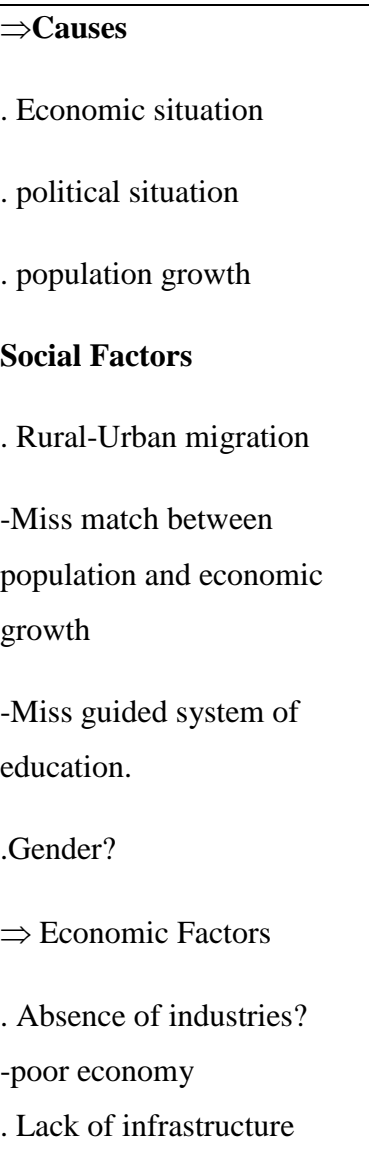 ⇒Causes
. Economic situation
. political situation
. population growth
Social Factors
. Rural-Urban migration
-Miss match between
population and economic
growth
-Miss guided system of
education.
.Gender?
⇒ Economic Factors
. Absence of industries?
-poor economy
. Lack of infrastructure